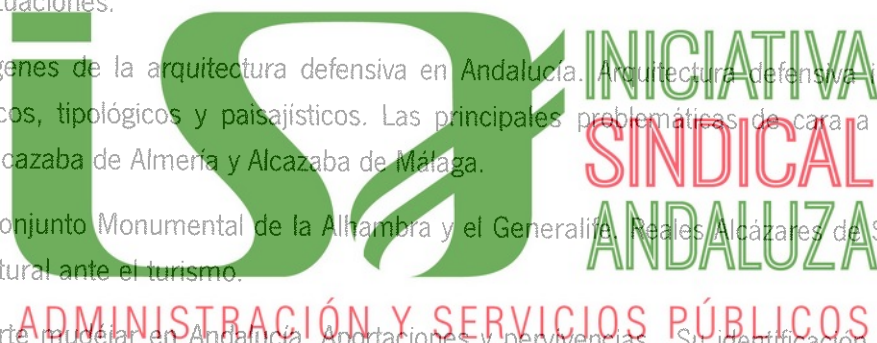 tuaciones.
genes de la arquitectura defensiva en Andalucía. Arquitectura defensiva i
cos, tipológicos y paisajísticos. Las principales problemáticas de cara a
cazaba de Almería y Alcazaba de Málaga.
onjunto Monumental de la Alhambra y el Generalife. Reales Alcázares de S
tural ante el turismo.
rte mudéjar en Andalucía. Aportaciones y pervivencias. Su identificación
isa
INICIATIVA
SINDICAL
ANDALUZA
ADMINISTRACIÓN Y SERVICIOS PÚBLICOS